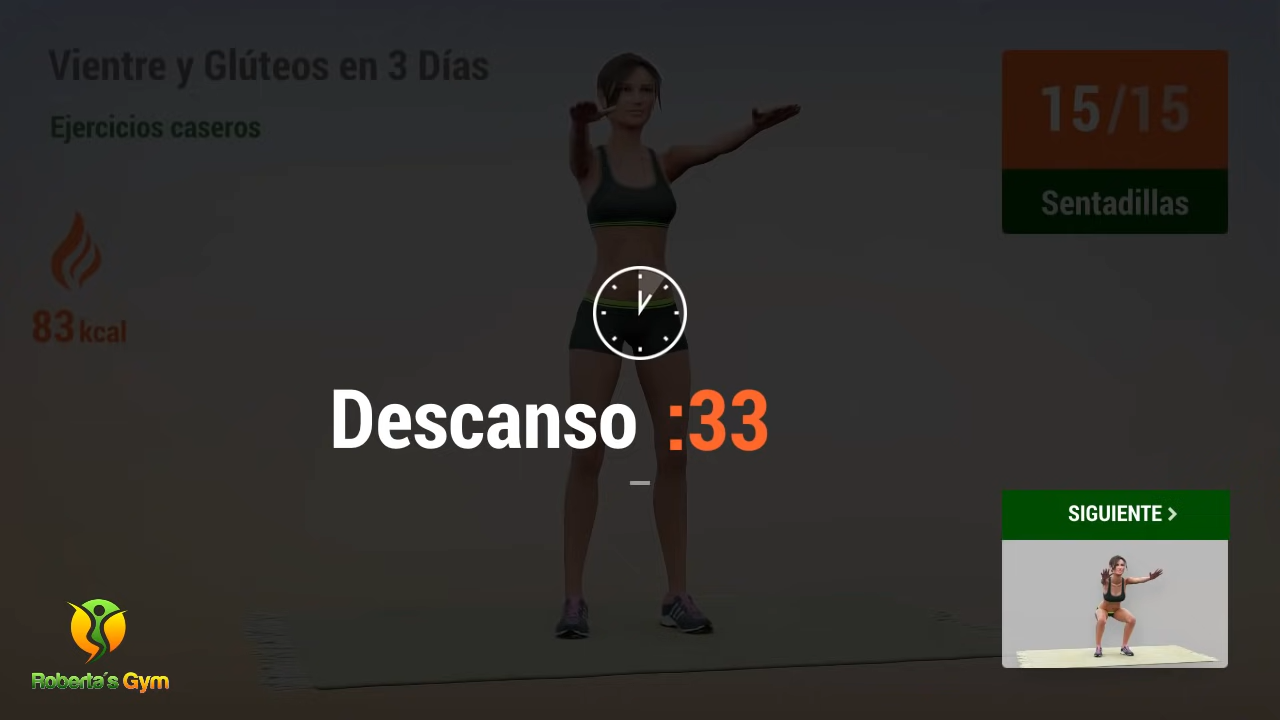 Vientre y Glúteos en 3 Días
Ejercicios caseros
15/15
Sentadillas
83 kcal
Descanso :33
SIGUIENTE >
Roberta´s Gym